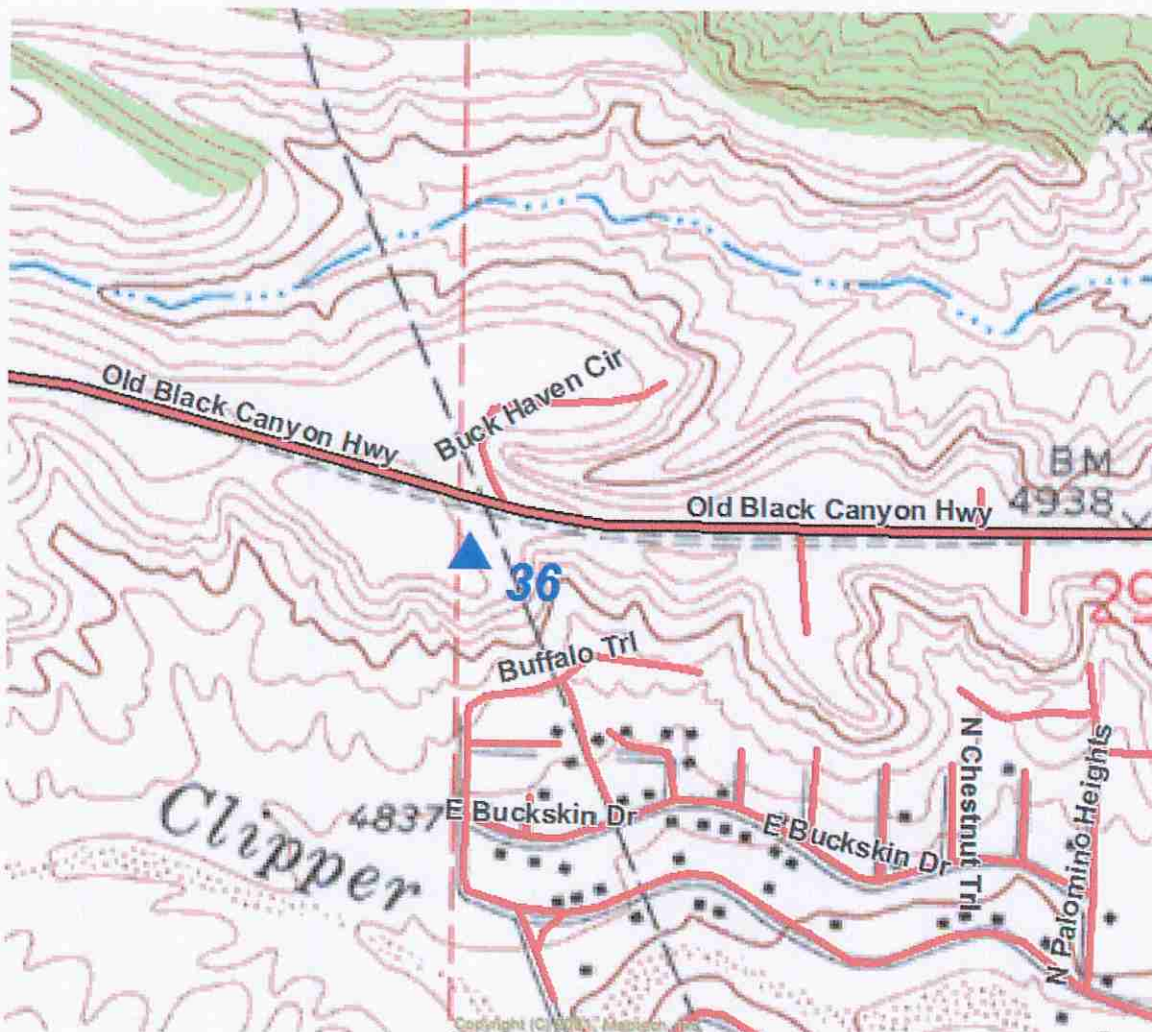 Old Black Canyon Hwy
Buck Haven Cir
BM
4938
Old Black Canyon Hwy
36
29
Buffalo Trl
N Chestnut Trl
N Palomino Heights
Clipper
4837
E Buckskin Dr
E Buckskin Dr